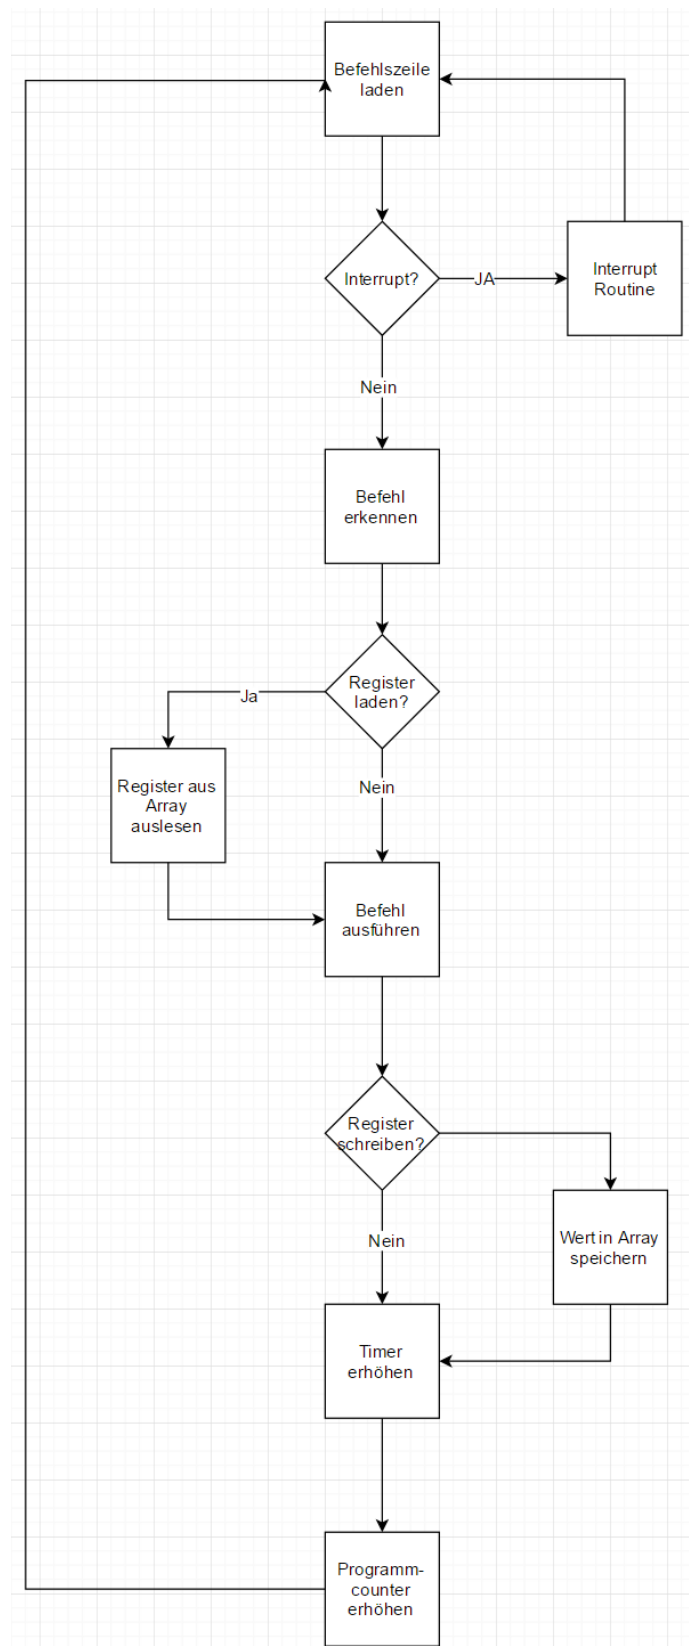 Befehlszeile
laden
Interrupt?
JA
Interrupt
Routine
Nein
Befehl
erkennen
Register
laden?
Ja
Nein
Register aus
Array
auslesen
Befehl
ausführen
Register
schreiben?
Nein
Wert in Array
speichern
Timer
erhöhen
Programm-
counter
erhöhen